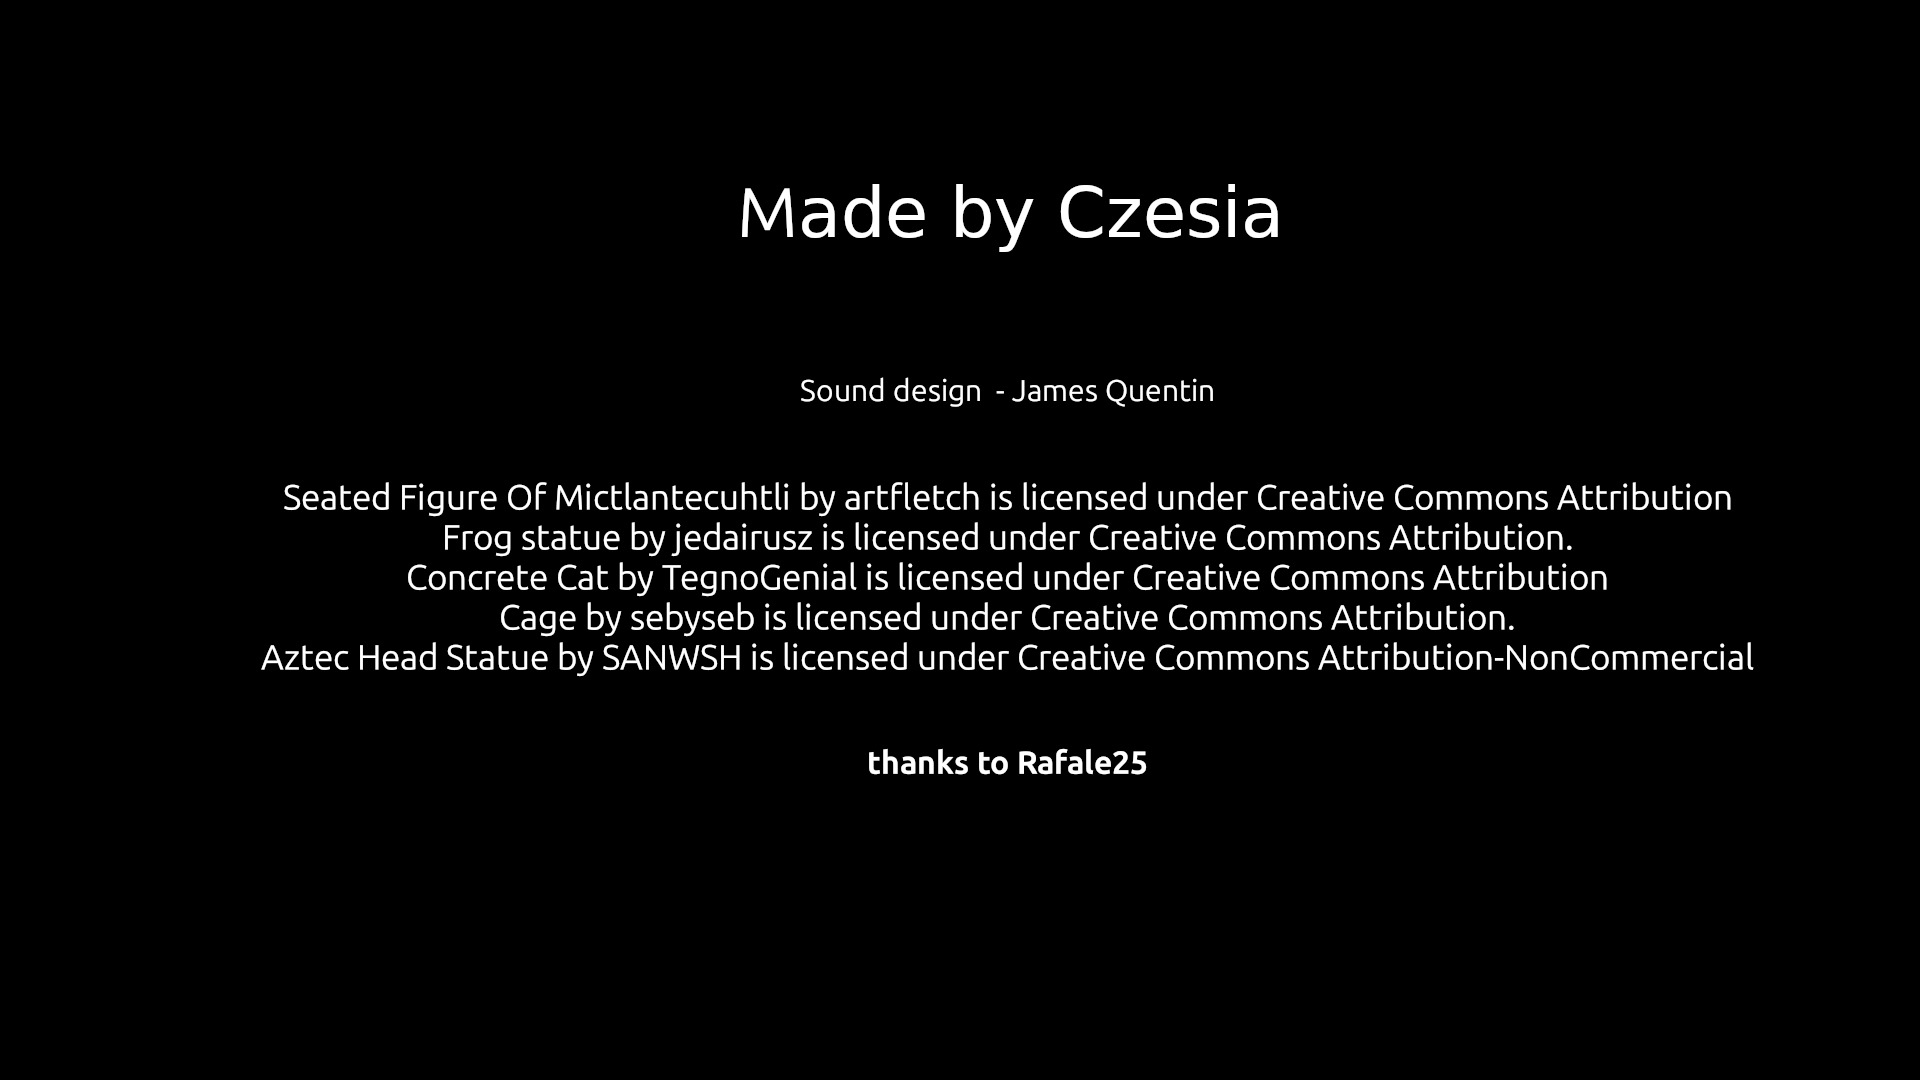 Made by Czesia
Sound design  - James Quentin
Seated Figure Of Mictlantecuhtli by artfletch is licensed under Creative Commons Attribution
Frog statue by jedairusz is licensed under Creative Commons Attribution.
Concrete Cat by TegnoGenial is licensed under Creative Commons Attribution
Cage by sebyseb is licensed under Creative Commons Attribution.
Aztec Head Statue by SANWSH is licensed under Creative Commons Attribution-NonCommercial
thanks to Rafale25